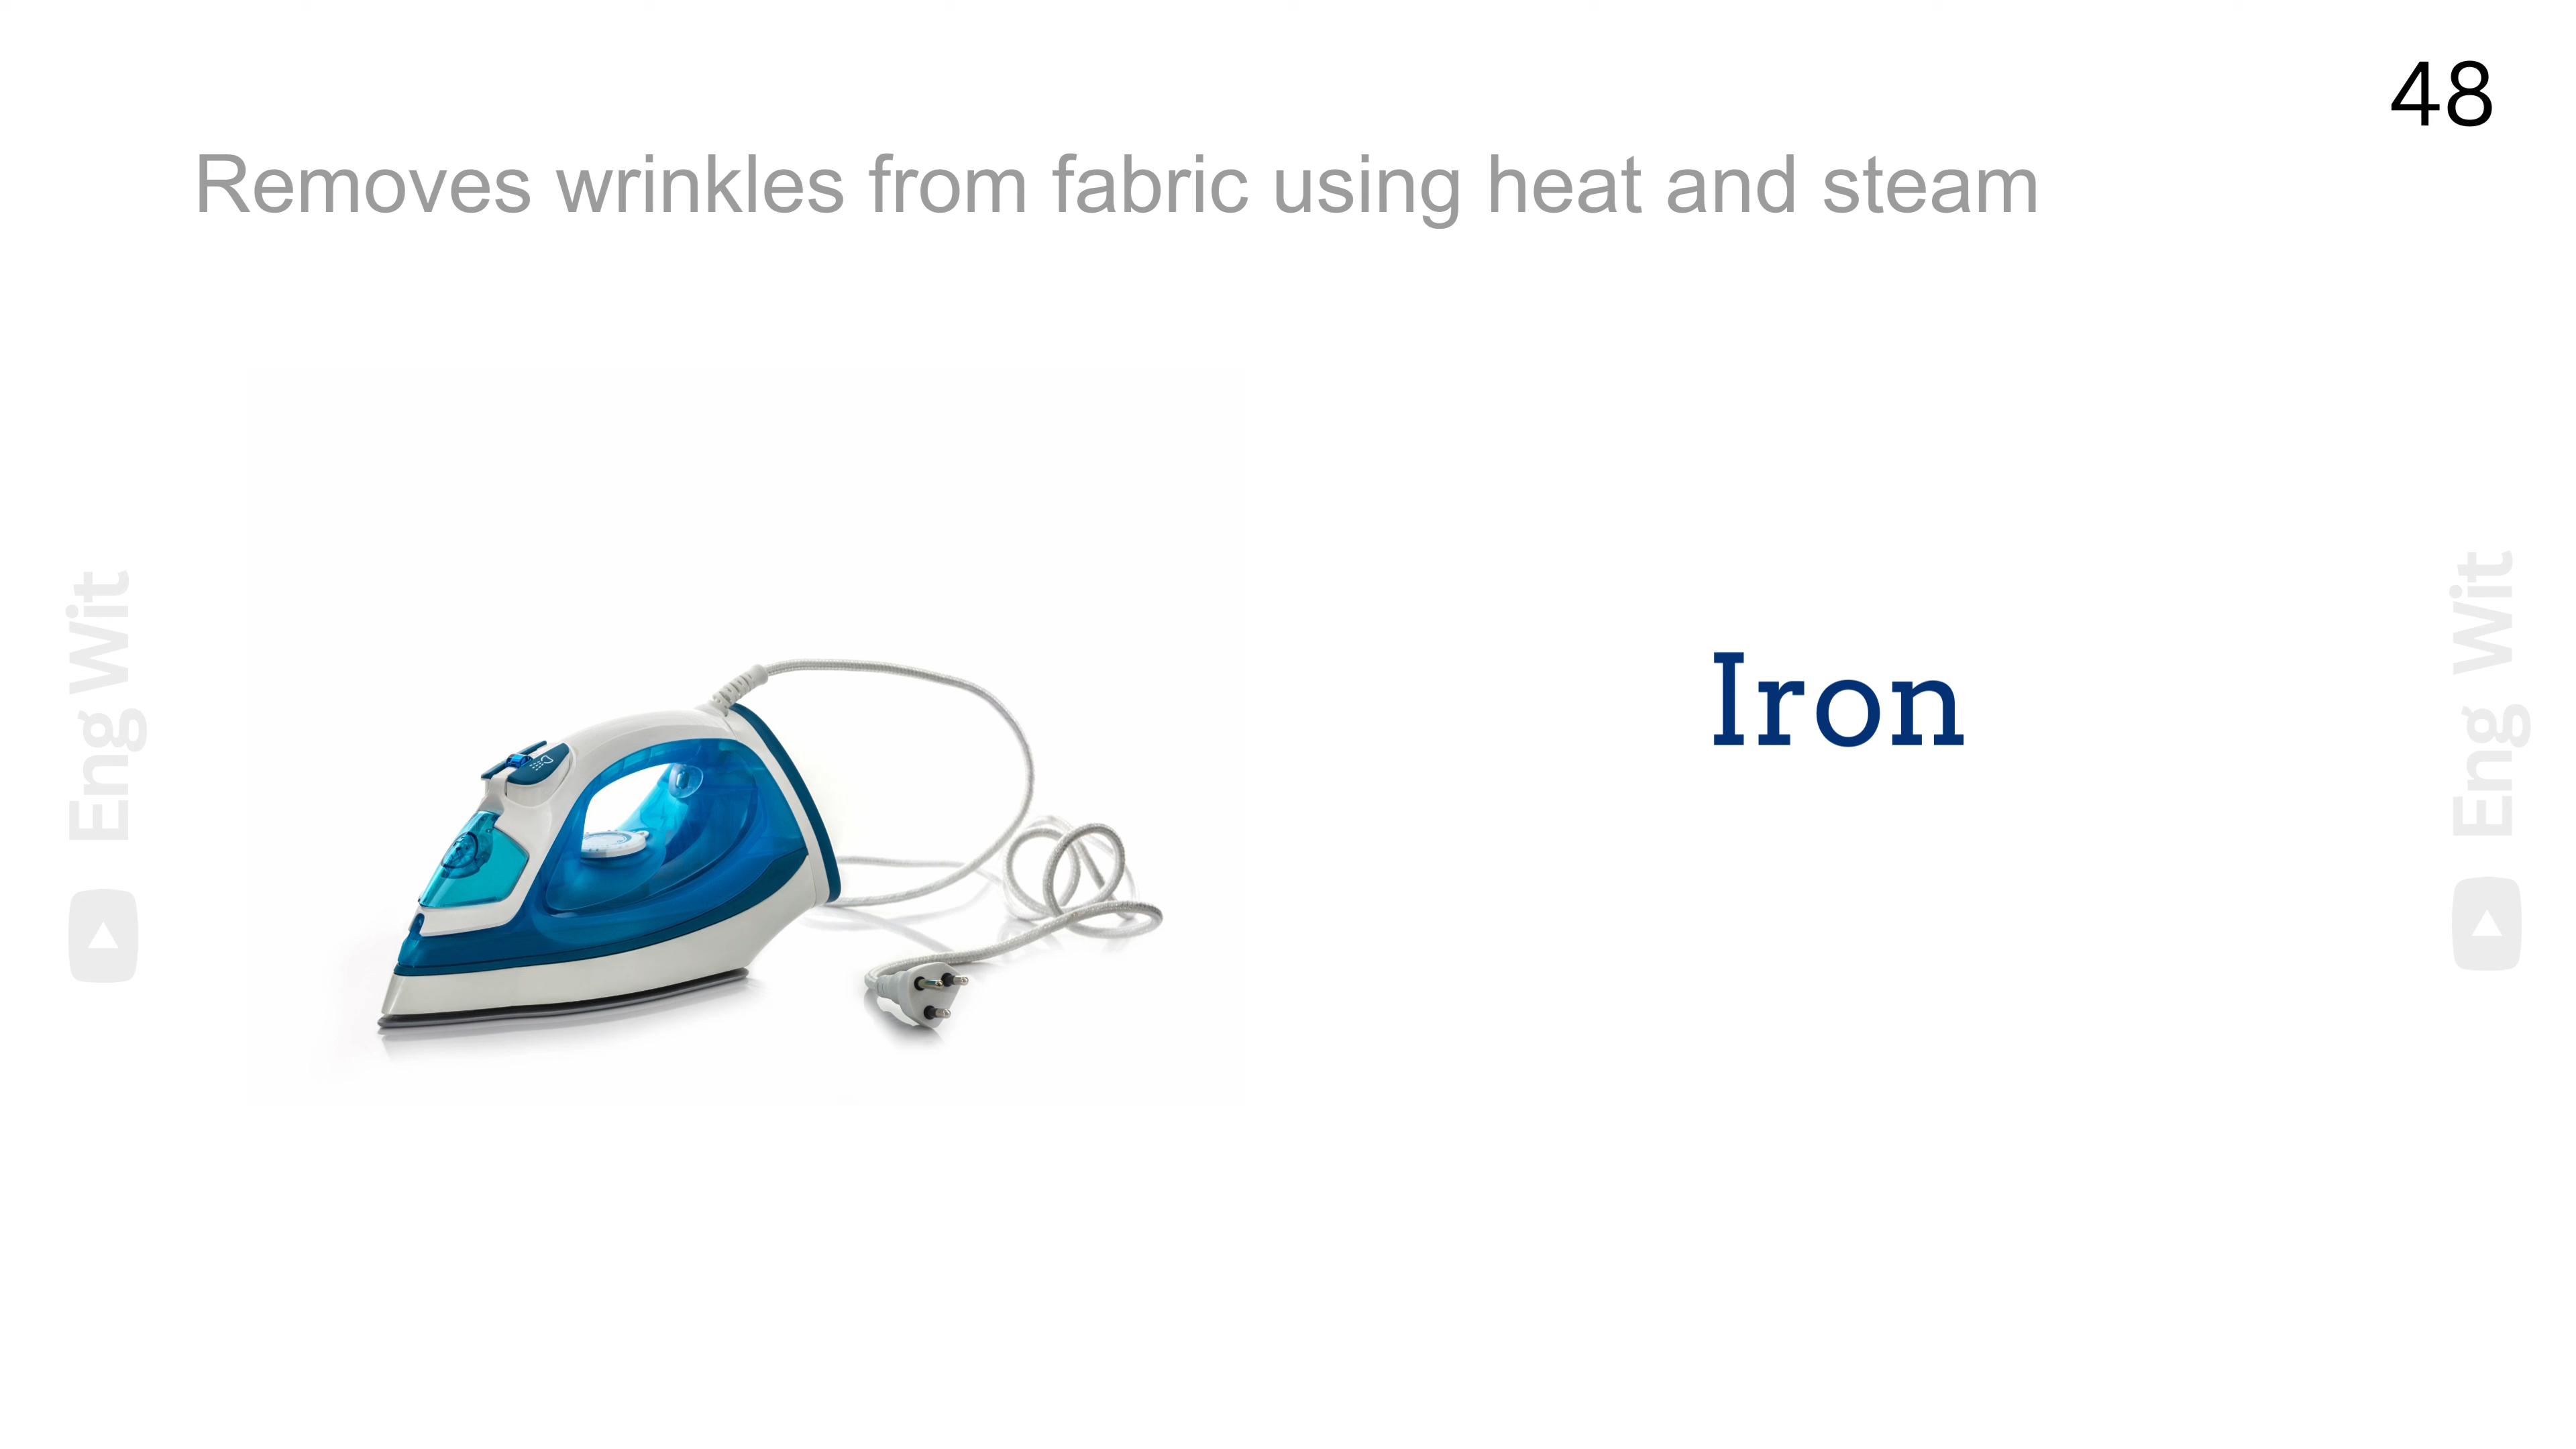 48
Removes wrinkles from fabric using heat and steam
Eng Wit
Iron
Eng Wit